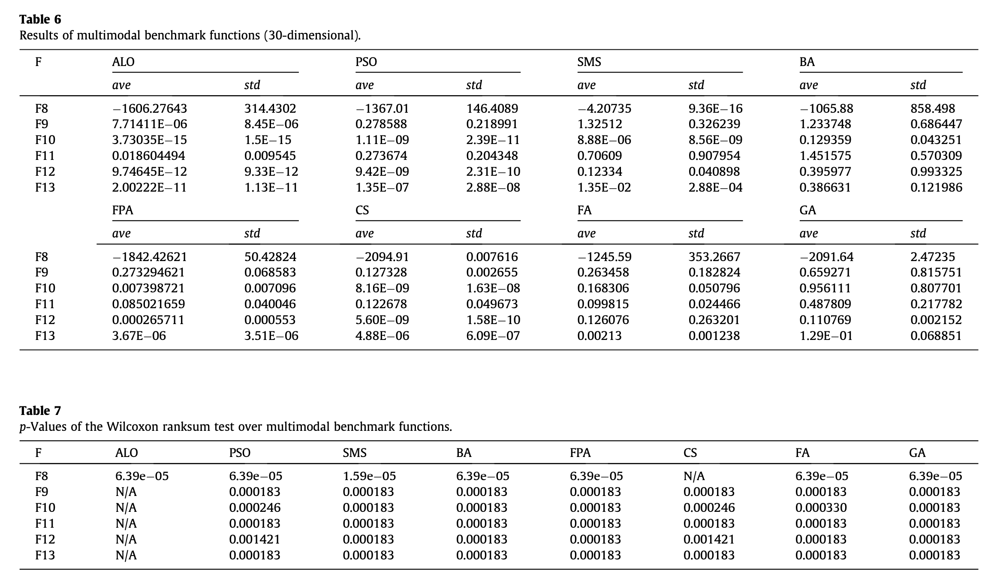 Table 6
Results of multimodal benchmark functions (30-dimensional).
F ALO PSO SMS BA
ave std ave std ave std ave std
F8 −1606.27643 314.4302 −1367.01 146.4089 −4.20735 9.36E−16 −1065.88 858.498
F9 7.71411E−06 8.45E−06 0.278588 0.218991 1.32512 0.326239 1.233748 0.686447
F10 3.73035E−15 1.5E−15 1.11E−09 2.39E−11 8.88E−06 8.56E−09 0.129359 0.043251
F11 0.018604494 0.009545 0.273674 0.204348 0.70609 0.907954 1.451575 0.570309
F12 9.74645E−12 9.33E−12 9.42E−09 2.31E−10 0.12334 0.040898 0.395977 0.993325
F13 2.00222E−11 1.13E−11 1.35E−07 2.88E−08 1.35E−02 2.88E−04 0.386631 0.121986
FPA CS FA GA
ave std ave std ave std ave std
F8 −1842.42621 50.42824 −2094.91 0.007616 −1245.59 353.2667 −2091.64 2.47235
F9 0.273294621 0.068583 0.127328 0.002655 0.263458 0.182824 0.659271 0.815751
F10 0.007398721 0.007096 8.16E−09 1.63E−08 0.168306 0.050796 0.956111 0.807701
F11 0.085021659 0.040046 0.122678 0.049673 0.099815 0.024466 0.487809 0.217782
F12 0.000265711 0.000553 5.60E−09 1.58E−10 0.126076 0.263201 0.110769 0.002152
F13 3.67E−06 3.51E−06 4.88E−06 6.09E−07 0.00213 0.001238 1.29E−01 0.068851
Table 7
p-Values of the Wilcoxon ranksum test over multimodal benchmark functions.
F ALO PSO SMS BA FPA CS FA GA
F8 6.39e−05 6.39e−05 1.59e−05 6.39e−05 6.39e−05 N/A 6.39e−05 6.39e−05
F9 N/A 0.000183 0.000183 0.000183 0.000183 0.000183 0.000183 0.000183
F10 N/A 0.000246 0.000183 0.000183 0.000183 0.000246 0.000330 0.000183
F11 N/A 0.000183 0.000183 0.000183 0.000183 0.000183 0.000183 0.000183
F12 N/A 0.001421 0.000183 0.000183 0.000183 0.001421 0.000183 0.000183
F13 N/A 0.000183 0.000183 0.000183 0.000183 0.000183 0.000183 0.000183